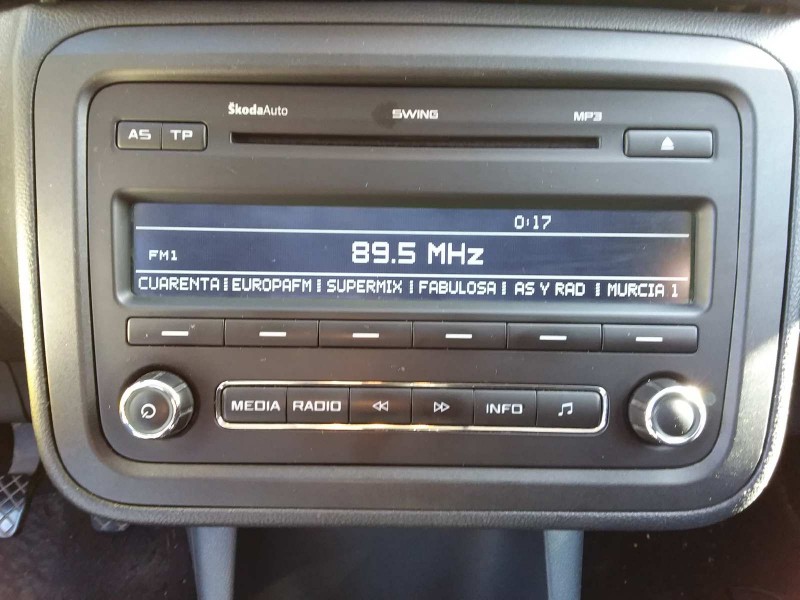 ŠkodaAuto SWING MP3
AS TP
0:17
FM1 89.5 MHz
CUARENTA EUROPAFM SUPERMIX FABULOSA AS Y RAD MURCIA 1
MEDIA RADIO INFO